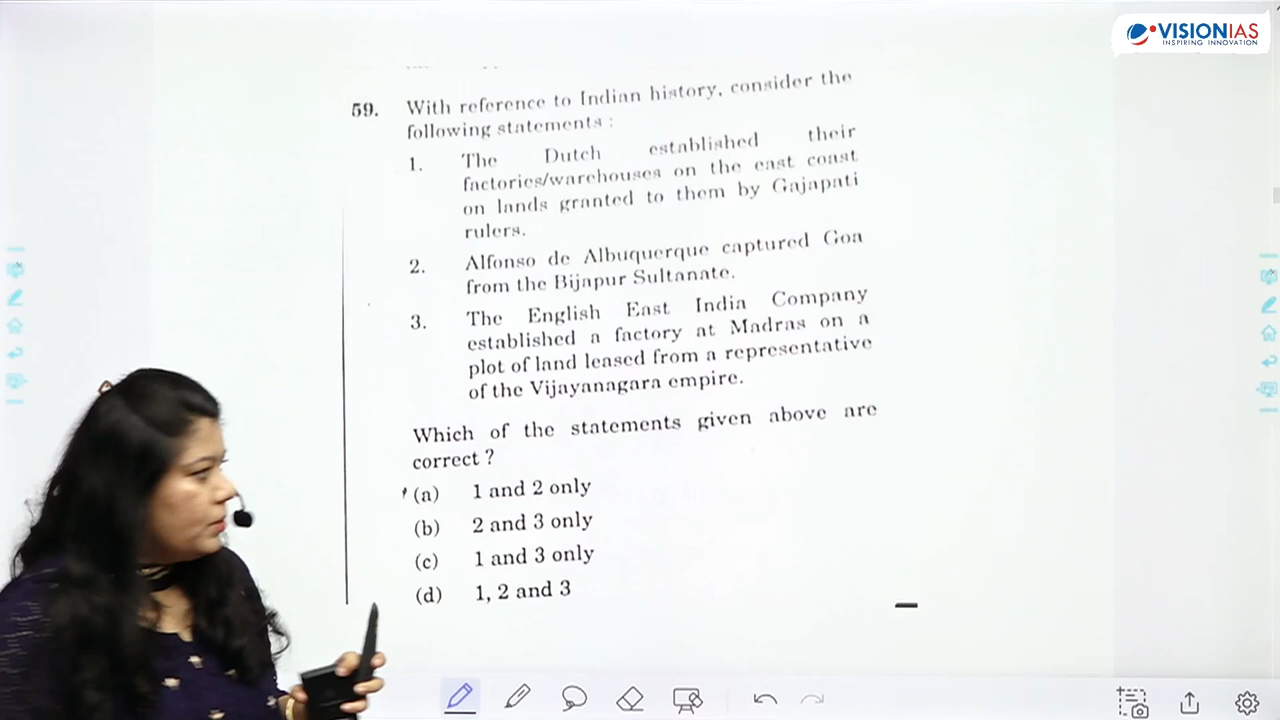 VISIONIAS
INSPIRING INNOVATION
59. With reference to Indian history, consider the
following statements :
1. The Dutch established their
factories/warehouses on the east coast
on lands granted to them by Gajapati
rulers.
2. Alfonso de Albuquerque captured Goa
from the Bijapur Sultanate.
3. The English East India Company
established a factory at Madras on a
plot of land leased from a representative
of the Vijayanagara empire.
Which of the statements given above are
correct ?
(a) 1 and 2 only
(b) 2 and 3 only
(c) 1 and 3 only
(d) 1, 2 and 3